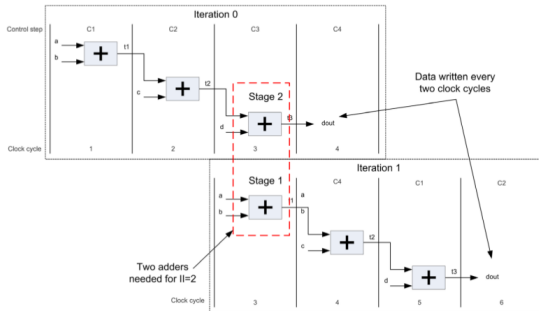 Iteration 0
Control step C1 C2 C3 C4
a
b
t1
c
t2
Stage 2
d
t3
dout
Data written every
two clock cycles
Clock cycle 1 2 3 4
Iteration 1
C3 C4 C1 C2
Stage 1
a
b
t1
a
b
c
t2
d
t3
dout
Two adders
needed for II=2
Clock cycle 3 4 5 6